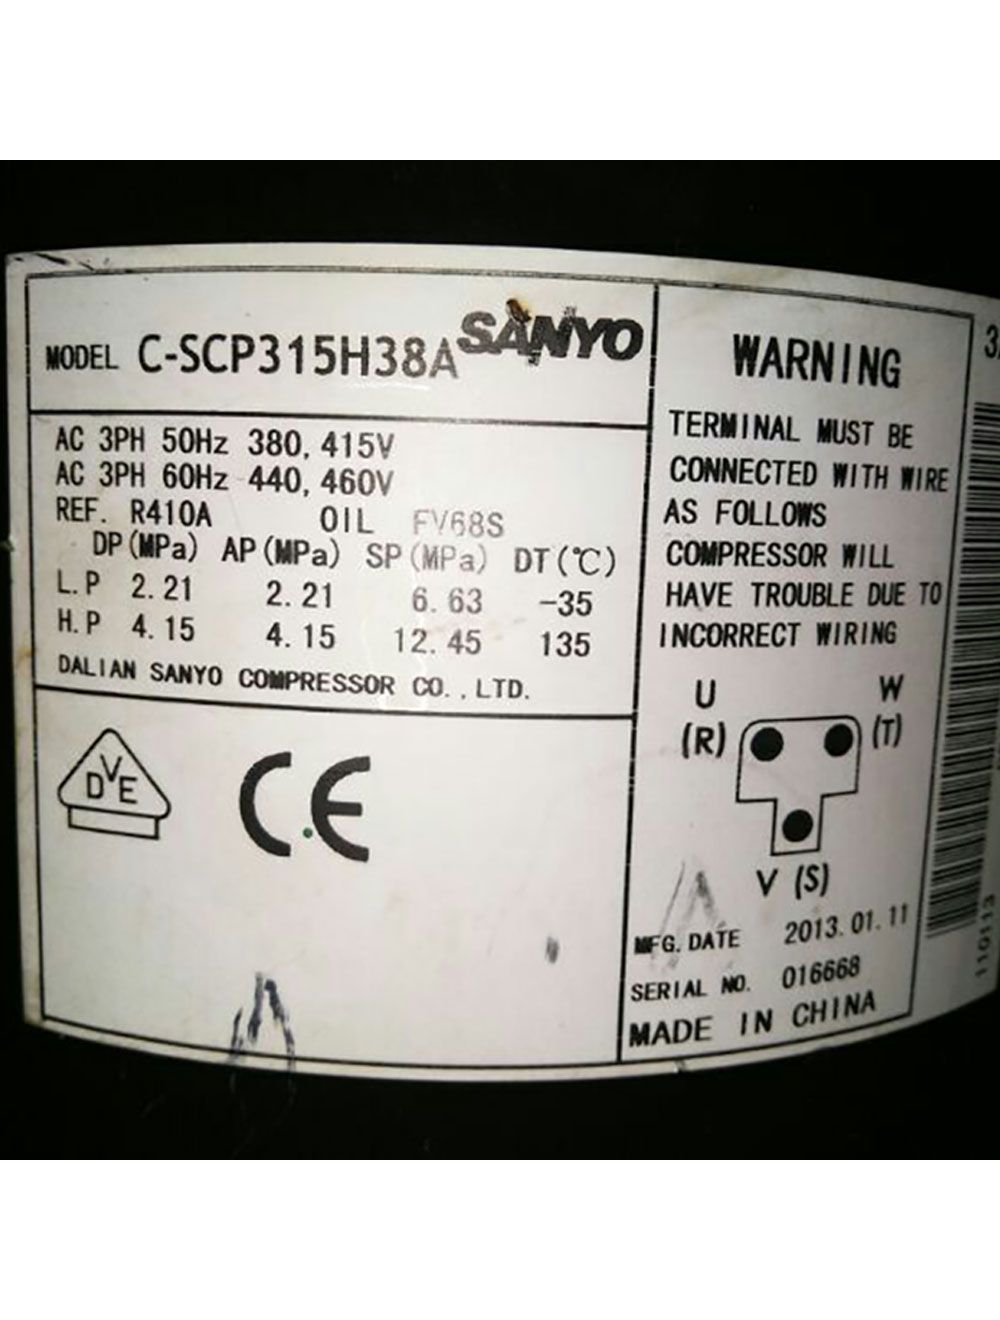 MODEL C-SCP315H38A SANYO
AC 3PH 50Hz 380, 415V
AC 3PH 60Hz 440, 460V
REF. R410A OIL FV68S
DP (MPa) AP (MPa) SP (MPa) DT (℃)
L.P 2.21 2.21 6.63 -35
H.P 4.15 4.15 12.45 135
DALIAN SANYO COMPRESSOR CO., LTD.
DVE
CE
WARNING
TERMINAL MUST BE
CONNECTED WITH WIRE
AS FOLLOWS
COMPRESSOR WILL
HAVE TROUBLE DUE TO
INCORRECT WIRING
U W
(R) (T)
V (S)
MFG. DATE 2013.01.11
SERIAL NO. 016668
MADE IN CHINA
110113